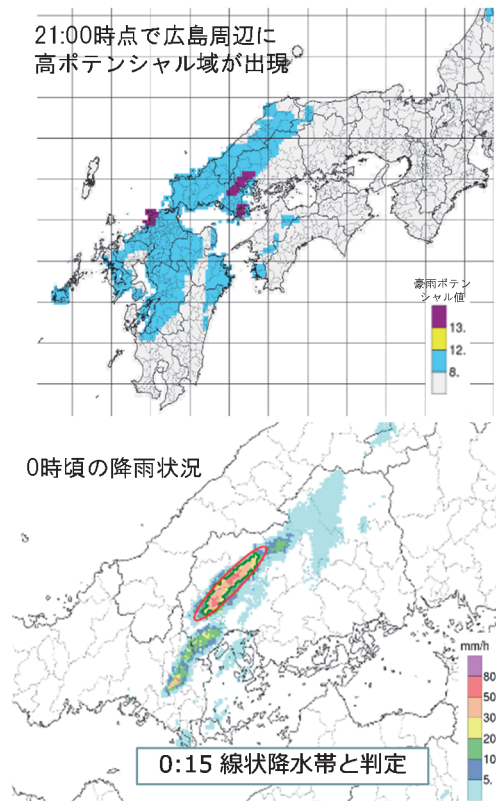 21:00時点で広島周辺に
高ポテンシャル域が出現
豪雨ポテン
シャル値
13.
12.
8.
0時頃の降雨状況
mm/h
80
50
30
20
10
5.
0:15 線状降水帯と判定